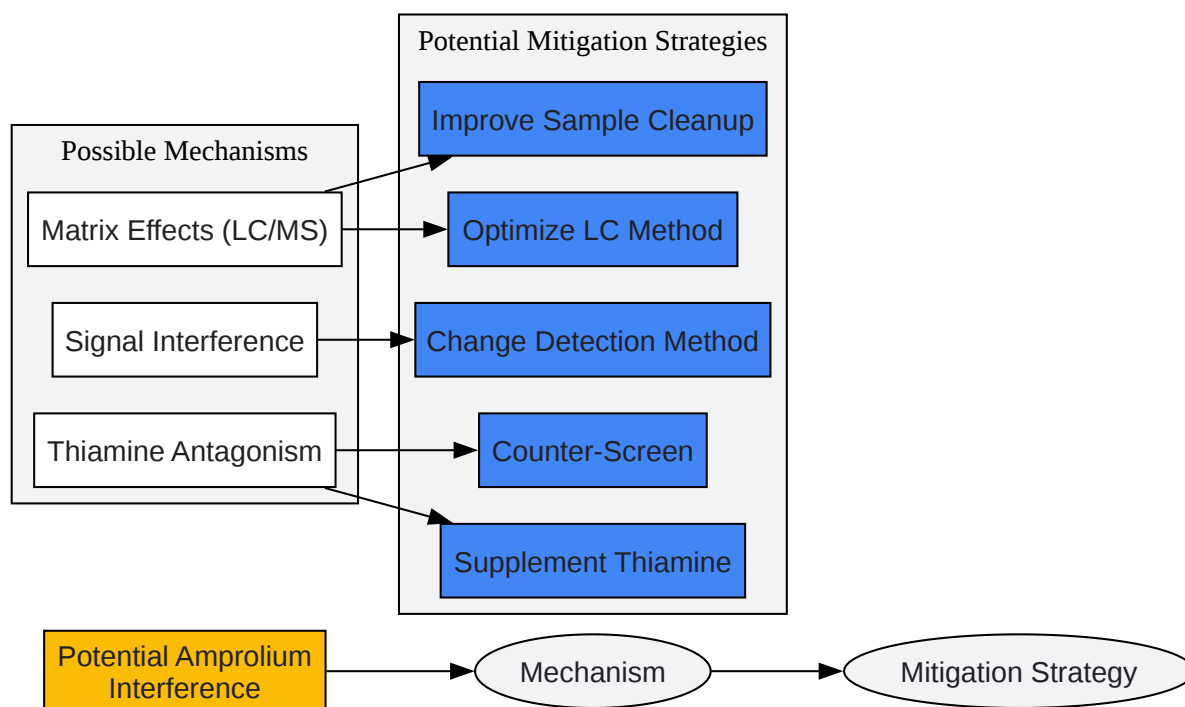 Potential Mitigation Strategies
Improve Sample Cleanup
Possible Mechanisms
Matrix Effects (LC/MS)
Optimize LC Method
Signal Interference
Change Detection Method
Thiamine Antagonism
Counter-Screen
Supplement Thiamine
Potential Amprolium
Interference
Mechanism
Mitigation Strategy